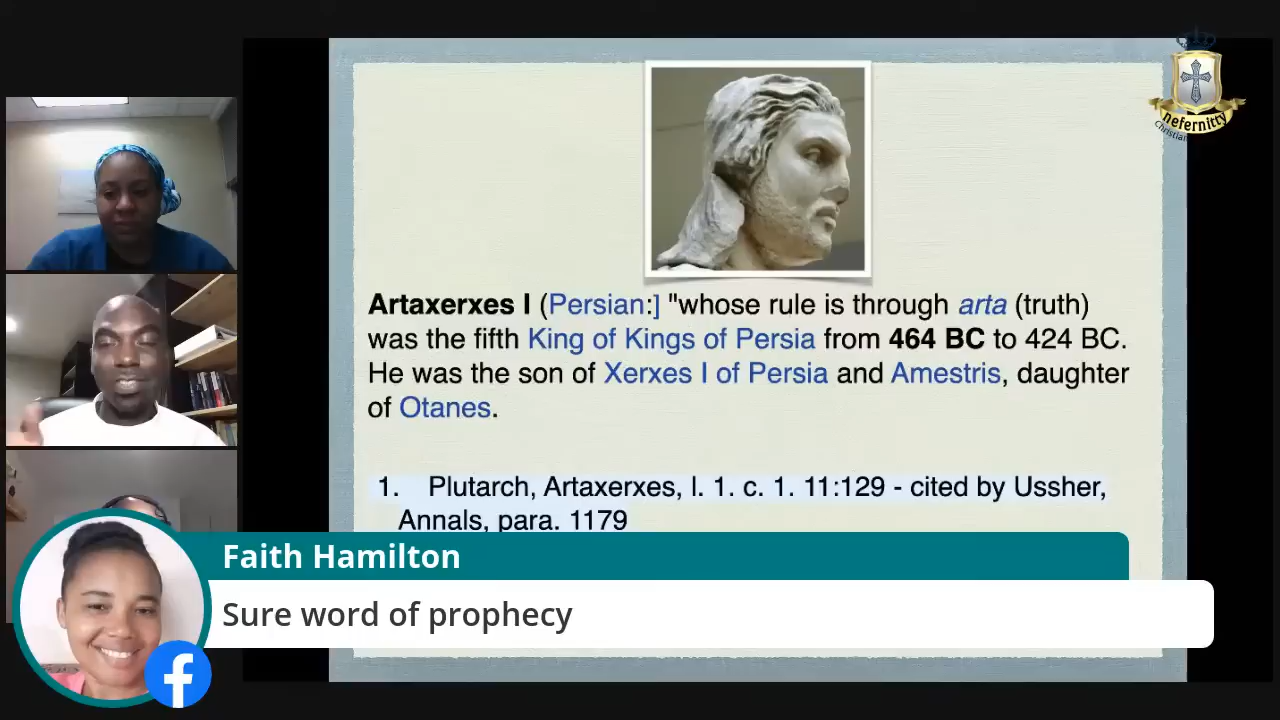 nefernitty
Christian
Artaxerxes I (Persian:] "whose rule is through arta (truth)
was the fifth King of Kings of Persia from 464 BC to 424 BC.
He was the son of Xerxes I of Persia and Amestris, daughter
of Otanes.
1. Plutarch, Artaxerxes, l. 1. c. 1. 11:129 - cited by Ussher,
Annals, para. 1179
Faith Hamilton
Sure word of prophecy